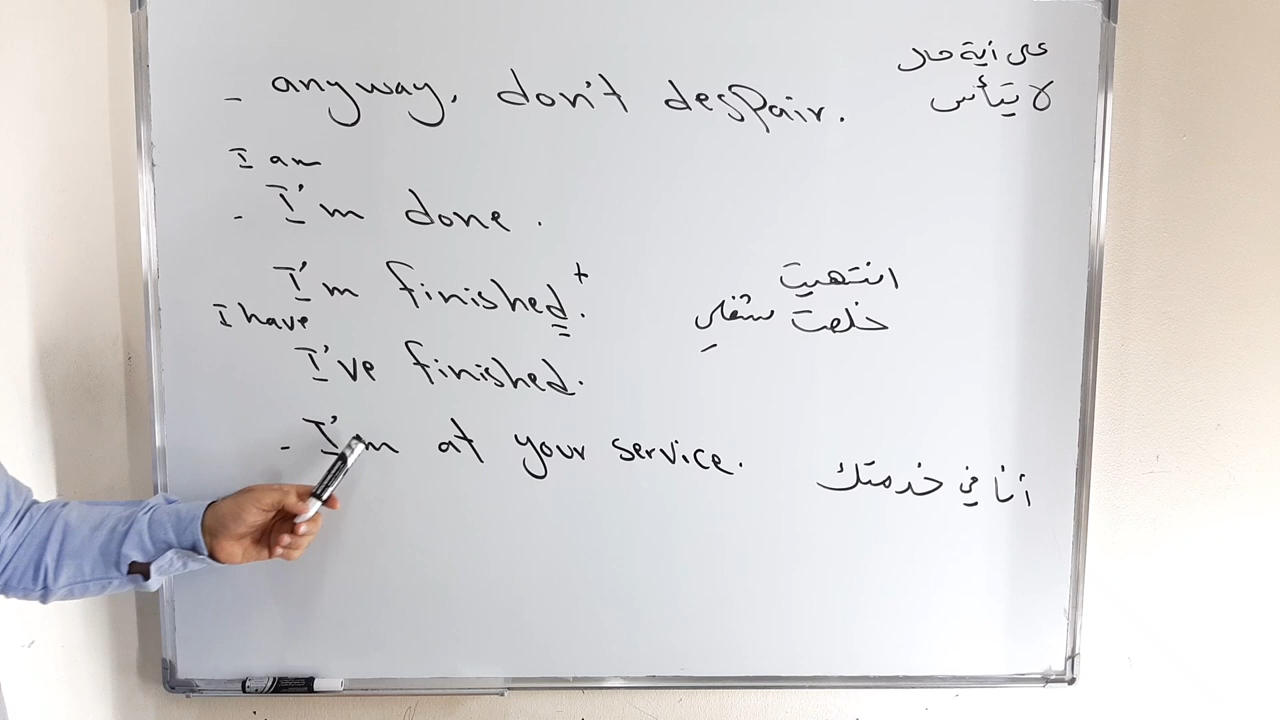 - anyway, don't despair.
على أية حال
لا تيأس
I am
- I'm done.
I'm finished.+
انتهيت
خلصت شغلي
I have
I've finished.
- I'm at your service.
أنا في خدمتك